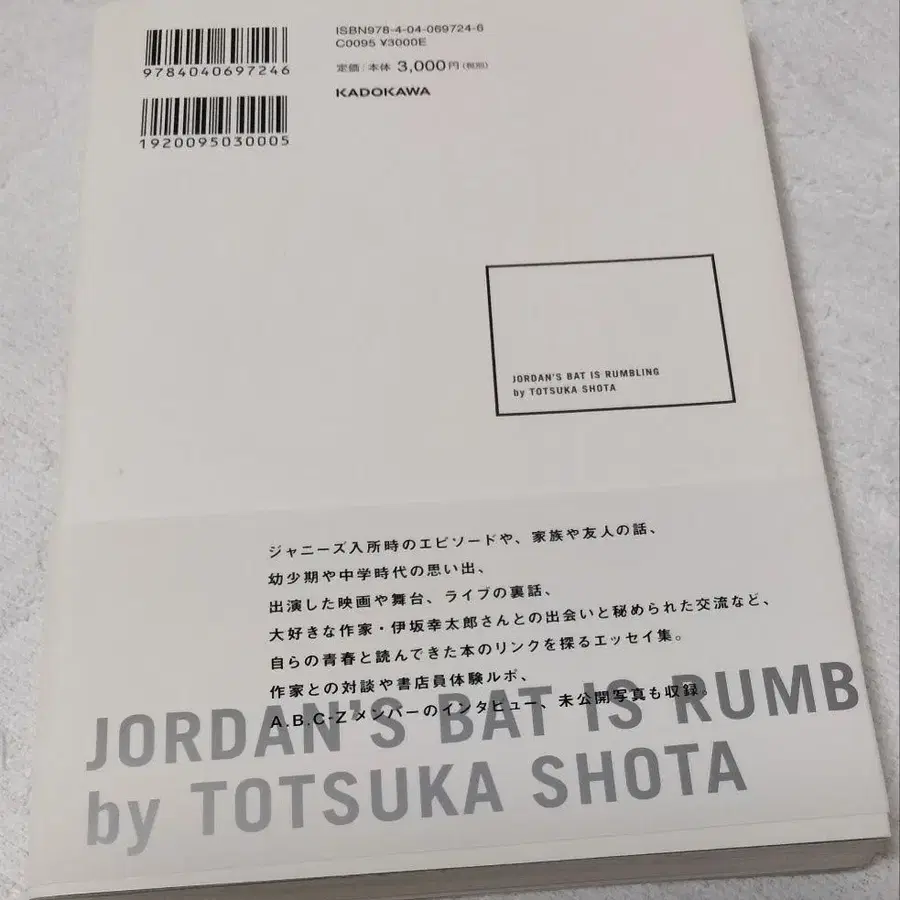 ISBN978-4-04-069724-6
C0095 ¥3000E
定価:本体 3,000円(税別)
KADOKAWA
9784040697246
1920095030005
JORDAN'S BAT IS RUMBLING
by TOTSUKA SHOTA
ジャニーズ入所時のエピソードや、家族や友人の話、
幼少期や中学時代の思い出、
出演した映画や舞台、ライブの裏話、
大好きな作家・伊坂幸太郎さんとの出会いと秘められた交流など、
自らの青春と読んできた本のリンクを探るエッセイ集。
作家との対談や書店員体験ルポ、
A.B.C-Zメンバーのインタビュー、未公開写真も収録。
JORDAN'S BAT IS RUMB
by TOTSUKA SHOTA